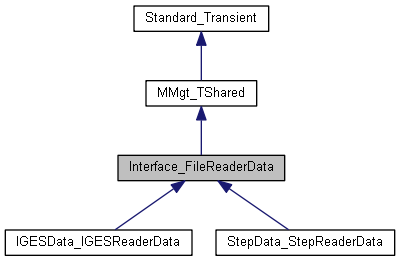 Standard_Transient
MMgt_TShared
Interface_FileReaderData
IGESData_IGESReaderData
StepData_StepReaderData